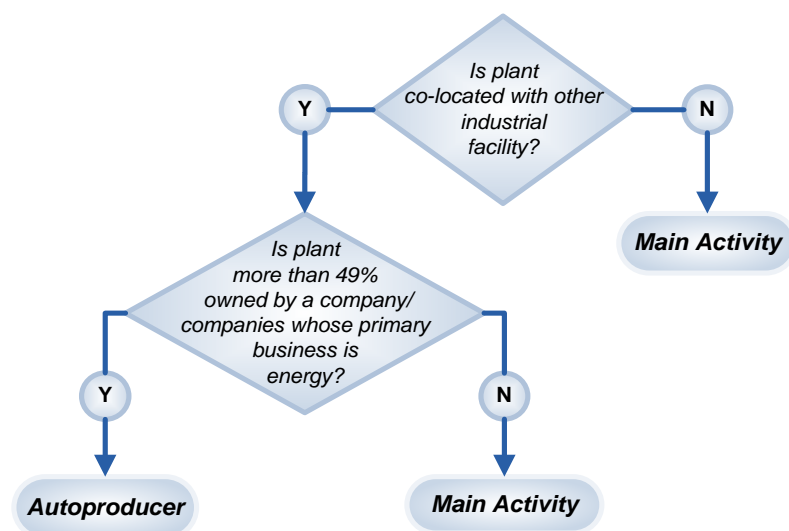 Is plant
co-located with other
industrial
facility?
Y
N
Main Activity
Is plant
more than 49%
owned by a company/
companies whose primary
business is
energy?
Y
N
Autoproducer
Main Activity